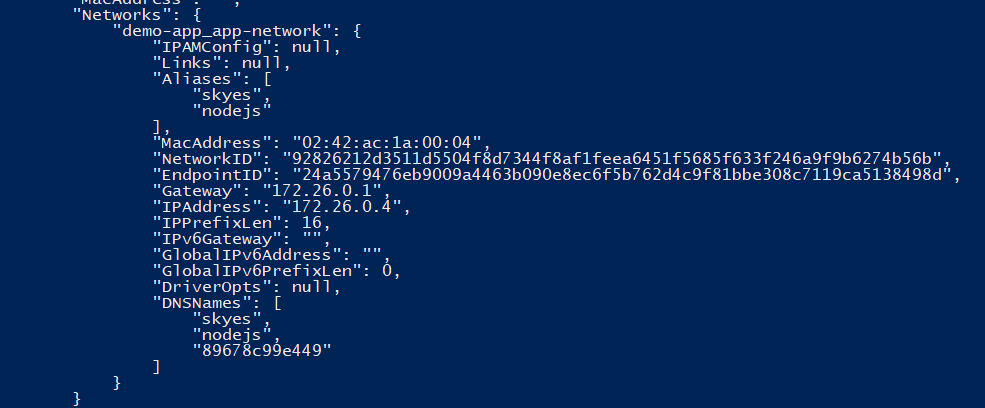 "MacAddress": "",
"Networks": {
"demo-app_app-network": {
"IPAMConfig": null,
"Links": null,
"Aliases": [
"skyes",
"nodejs"
],
"MacAddress": "02:42:ac:1a:00:04",
"NetworkID": "92826212d3511d5504f8d7344f8af1feea6451f5685f633f246a9f9b6274b56b",
"EndpointID": "24a5579476eb9009a4463b090e8ec6f5b762d4c9f81bbe308c7119ca5138498d",
"Gateway": "172.26.0.1",
"IPAddress": "172.26.0.4",
"IPPrefixLen": 16,
"IPv6Gateway": "",
"GlobalIPv6Address": "",
"GlobalIPv6PrefixLen": 0,
"DriverOpts": null,
"DNSNames": [
"skyes",
"nodejs",
"89678c99e449"
]
}
}